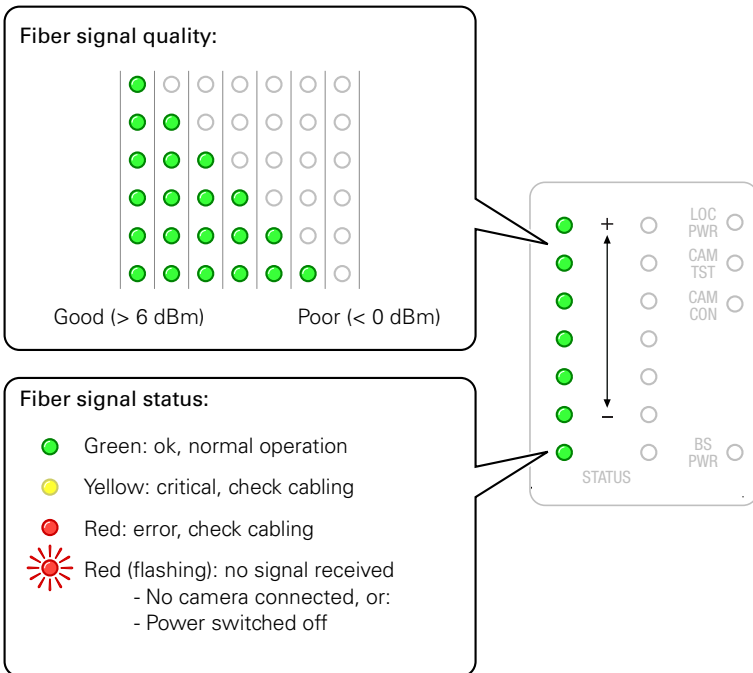 Fiber signal quality:
Good (> 6 dBm) Poor (< 0 dBm)
Fiber signal status:
Green: ok, normal operation
Yellow: critical, check cabling
Red: error, check cabling
Red (flashing): no signal received
- No camera connected, or:
- Power switched off
+
–
STATUS
LOC
PWR
CAM
TST
CAM
CON
BS
PWR